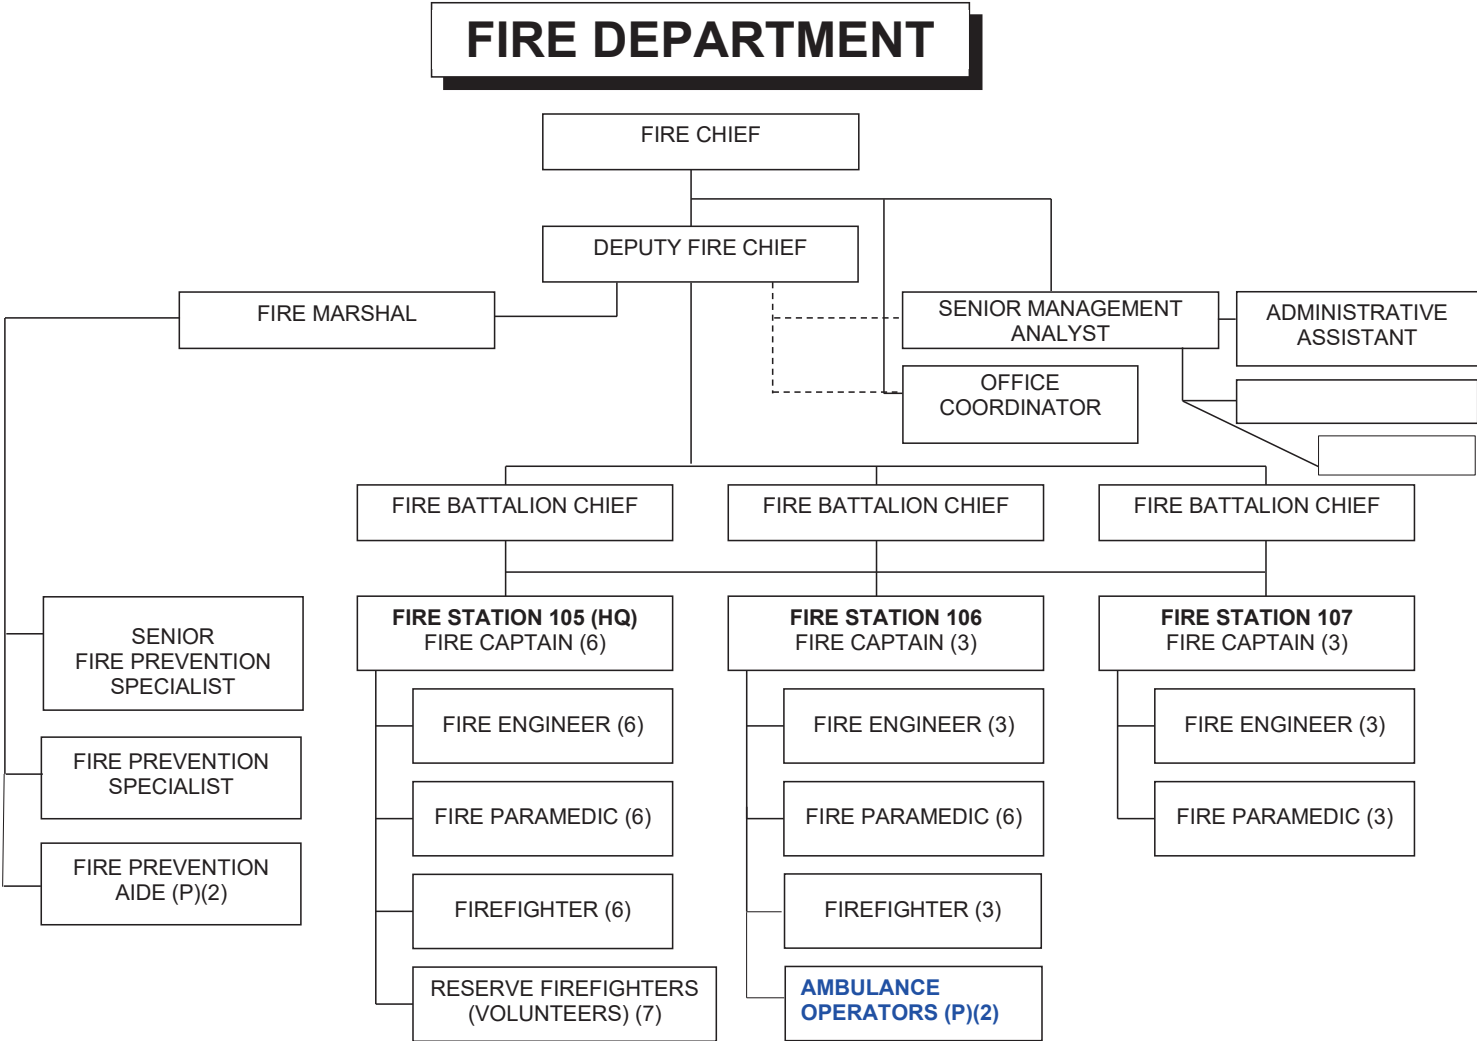 FIRE DEPARTMENT
FIRE CHIEF
DEPUTY FIRE CHIEF
FIRE MARSHAL
SENIOR MANAGEMENT
ANALYST
ADMINISTRATIVE
ASSISTANT
OFFICE
COORDINATOR
FIRE BATTALION CHIEF
FIRE BATTALION CHIEF
FIRE BATTALION CHIEF
SENIOR
FIRE PREVENTION
SPECIALIST
FIRE PREVENTION
SPECIALIST
FIRE PREVENTION
AIDE (P)(2)
FIRE STATION 105 (HQ)
FIRE CAPTAIN (6)
FIRE ENGINEER (6)
FIRE PARAMEDIC (6)
FIREFIGHTER (6)
RESERVE FIREFIGHTERS
(VOLUNTEERS) (7)
FIRE STATION 106
FIRE CAPTAIN (3)
FIRE ENGINEER (3)
FIRE PARAMEDIC (6)
FIREFIGHTER (3)
AMBULANCE
OPERATORS (P)(2)
FIRE STATION 107
FIRE CAPTAIN (3)
FIRE ENGINEER (3)
FIRE PARAMEDIC (3)